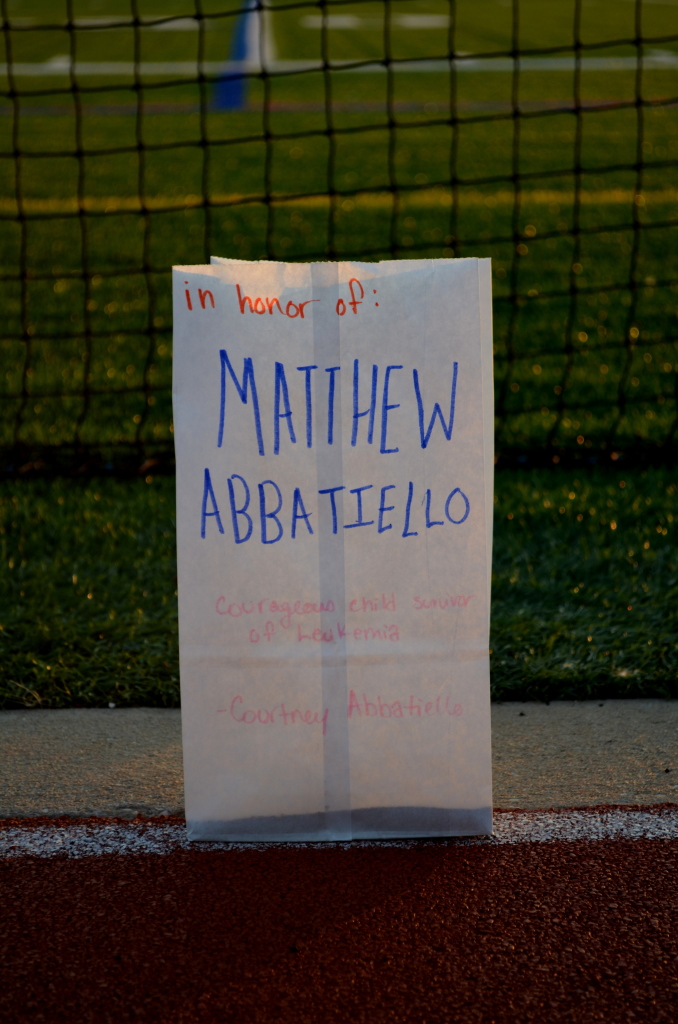 in honor of:
MATTHEW
ABBATIELLO
Courageous child survivor
of Leukemia
-Courtney Abbatiello